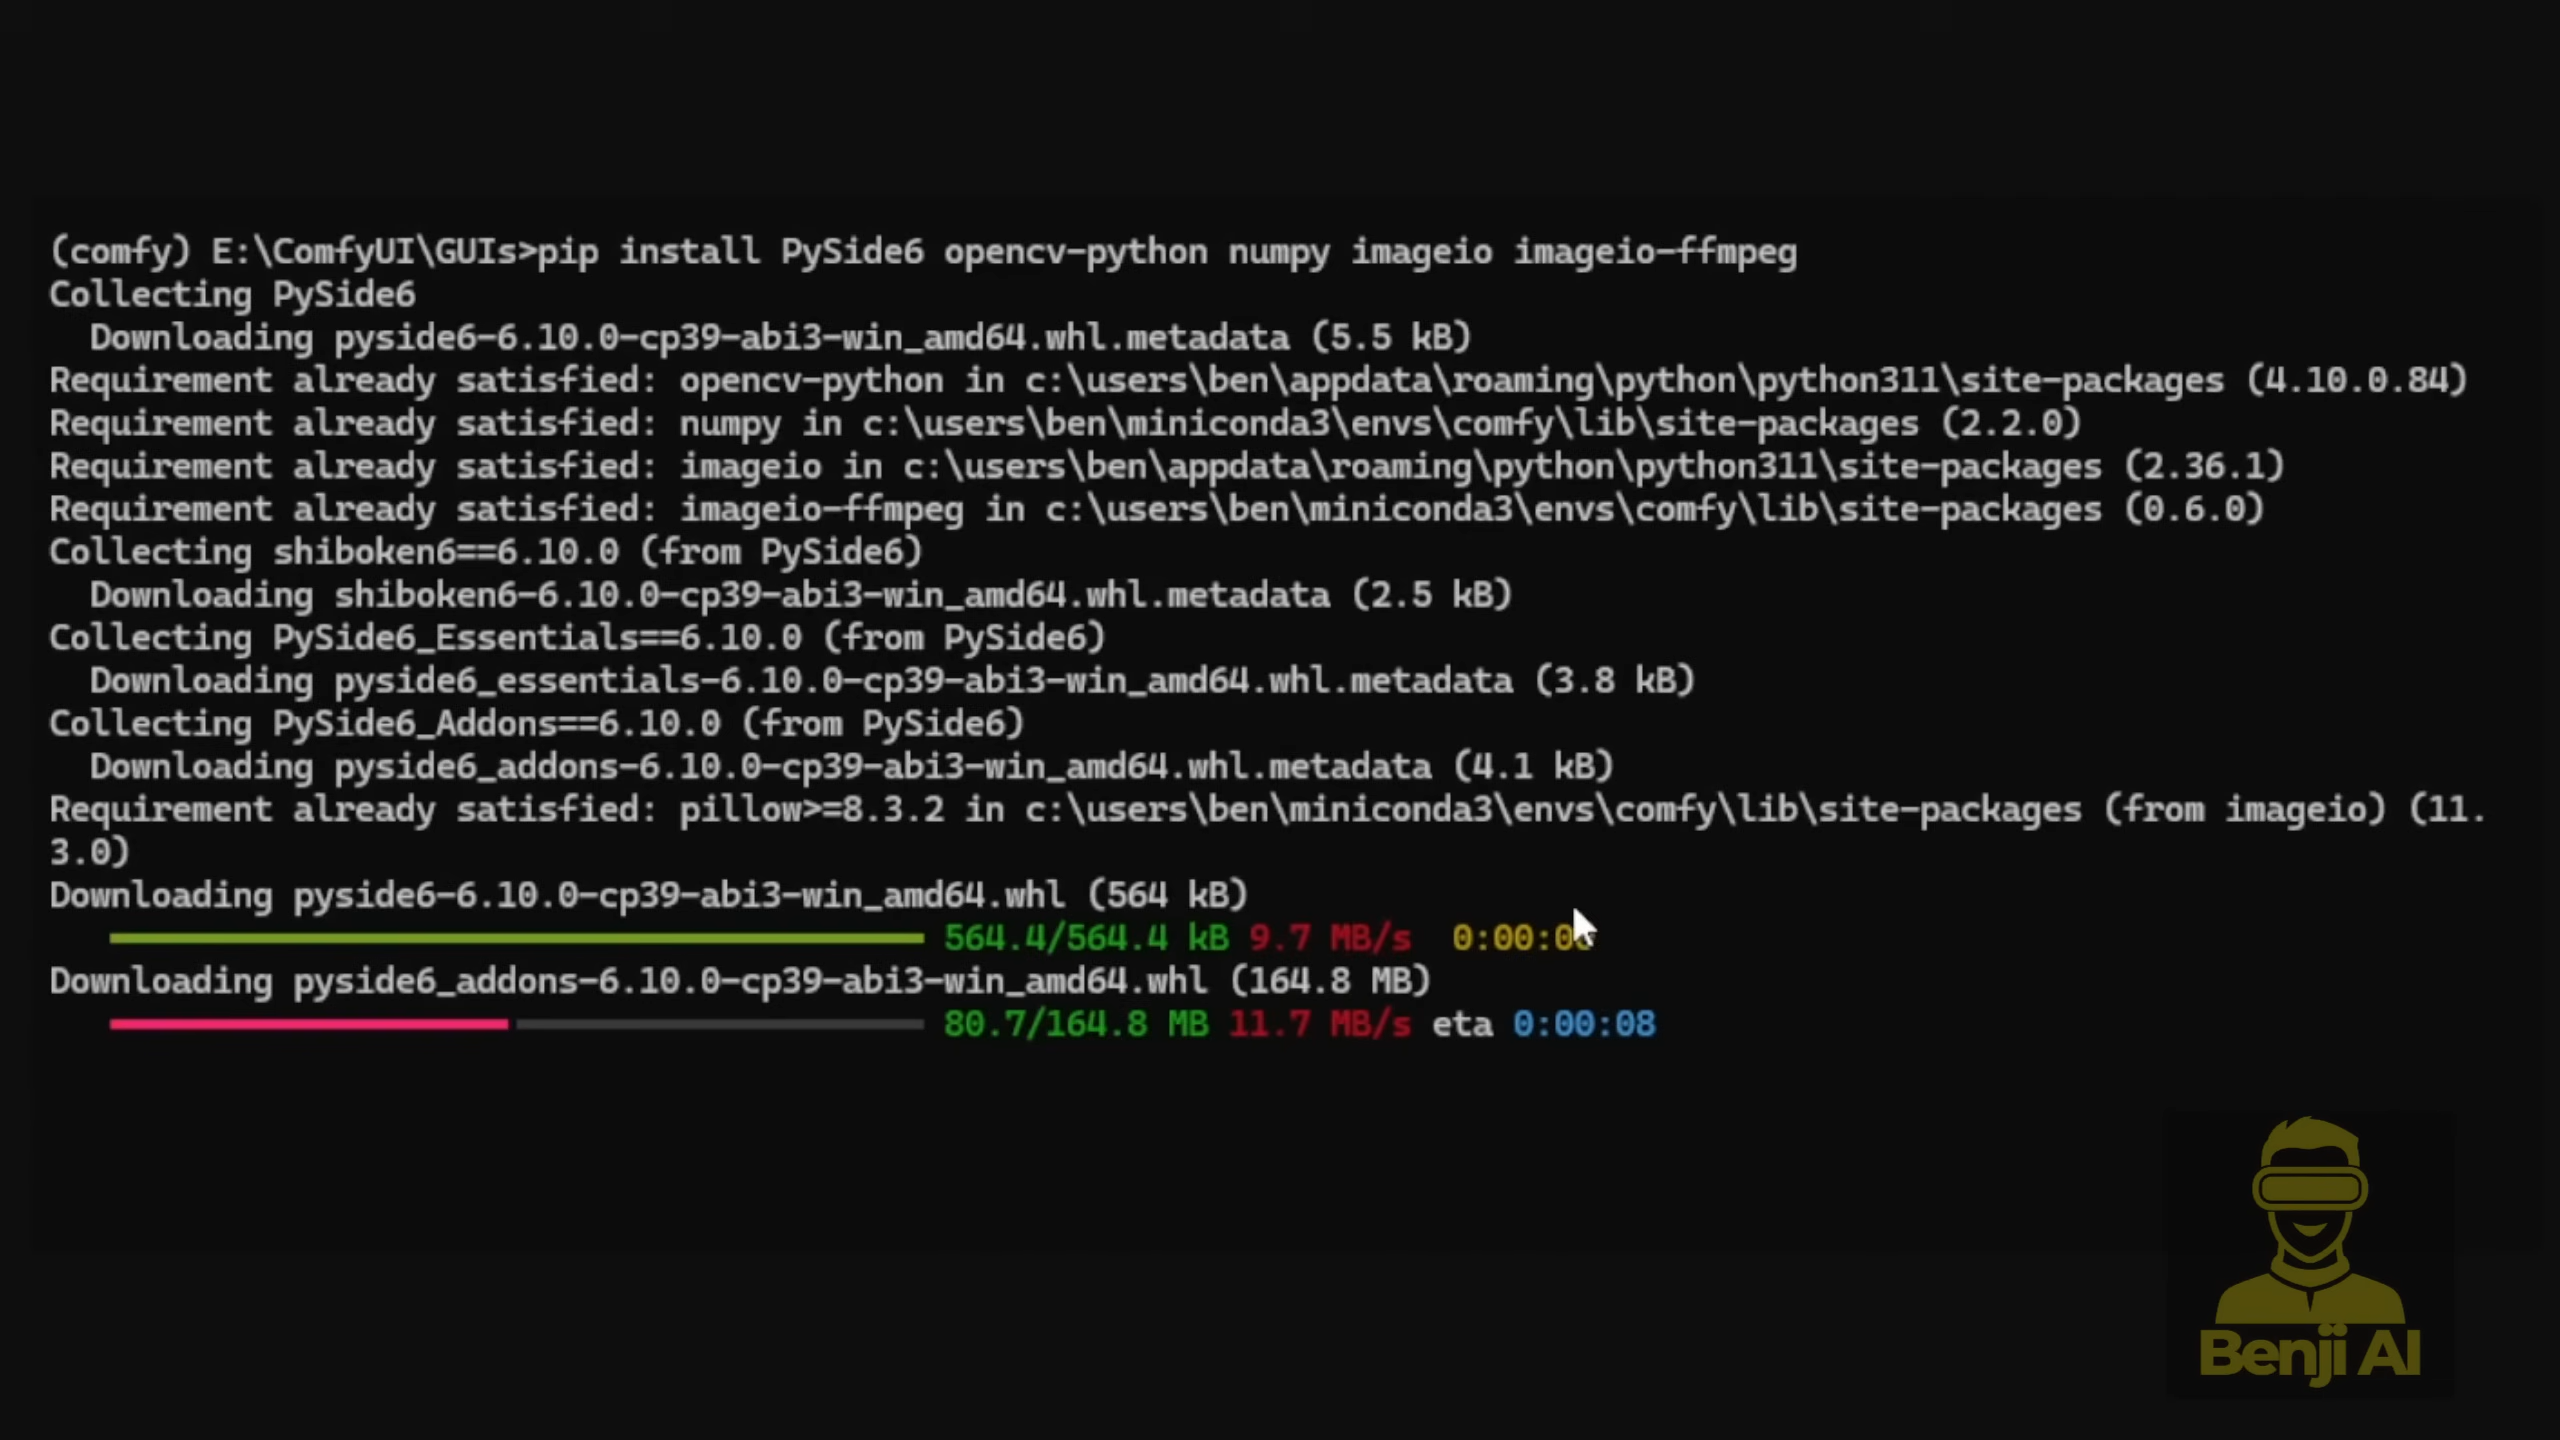 (comfy) E:\ComfyUI\GUIs>pip install PySide6 opencv-python numpy imageio imageio-ffmpeg
Collecting PySide6
  Downloading pyside6-6.10.0-cp39-abi3-win_amd64.whl.metadata (5.5 kB)
Requirement already satisfied: opencv-python in c:\users\ben\appdata\roaming\python\python311\site-packages (4.10.0.84)
Requirement already satisfied: numpy in c:\users\ben\miniconda3\envs\comfy\lib\site-packages (2.2.0)
Requirement already satisfied: imageio in c:\users\ben\appdata\roaming\python\python311\site-packages (2.36.1)
Requirement already satisfied: imageio-ffmpeg in c:\users\ben\miniconda3\envs\comfy\lib\site-packages (0.6.0)
Collecting shiboken6==6.10.0 (from PySide6)
  Downloading shiboken6-6.10.0-cp39-abi3-win_amd64.whl.metadata (2.5 kB)
Collecting PySide6_Essentials==6.10.0 (from PySide6)
  Downloading pyside6_essentials-6.10.0-cp39-abi3-win_amd64.whl.metadata (3.8 kB)
Collecting PySide6_Addons==6.10.0 (from PySide6)
  Downloading pyside6_addons-6.10.0-cp39-abi3-win_amd64.whl.metadata (4.1 kB)
Requirement already satisfied: pillow>=8.3.2 in c:\users\ben\miniconda3\envs\comfy\lib\site-packages (from imageio) (11.
3.0)
Downloading pyside6-6.10.0-cp39-abi3-win_amd64.whl (564 kB)
564.4/564.4 kB 9.7 MB/s
Downloading pyside6_addons-6.10.0-cp39-abi3-win_amd64.whl (164.8 MB)
80.7/164.8 MB 11.7 MB/s eta 0:00:08
Benji AI